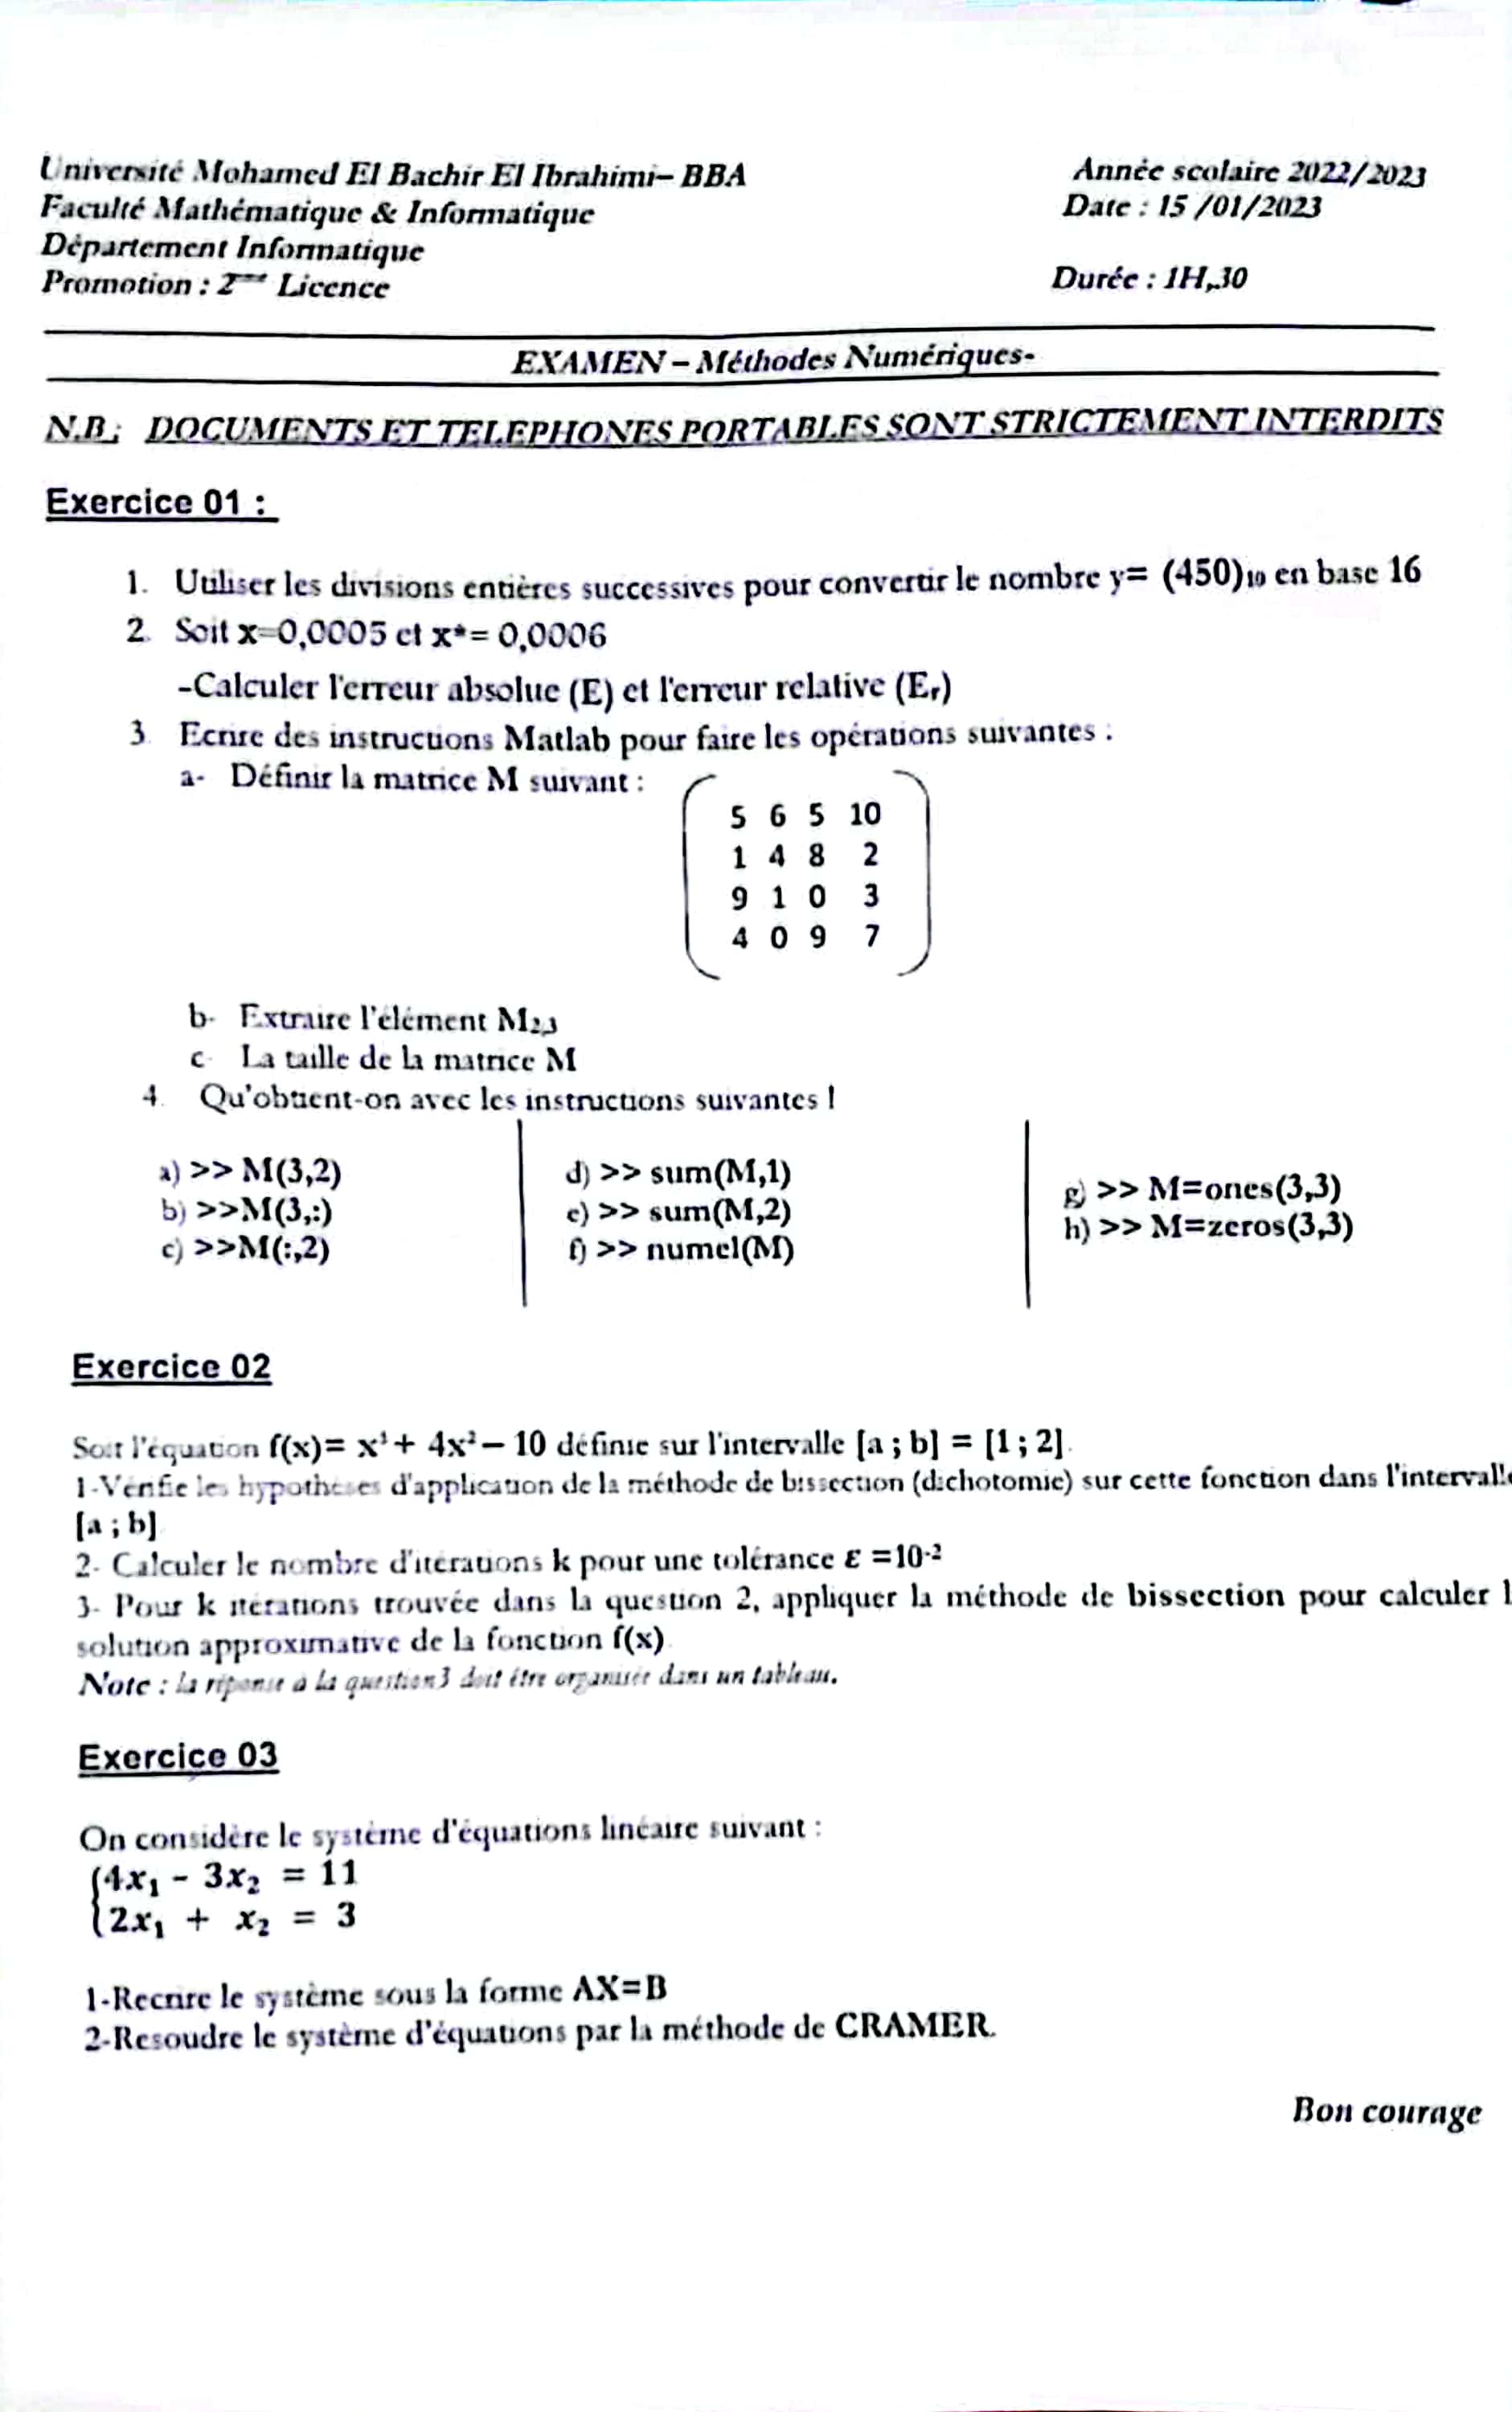 Université Mohamed El Bachir El Ibrahimi– BBA
Année scolaire 2022/2023
Faculté Mathématique & Informatique
Date : 15 /01/2023
Département Informatique
Promotion : 2ème Licence
Durée : 1H,30
EXAMEN – Méthodes Numériques-
N.B : DOCUMENTS ET TELEPHONES PORTABLES SONT STRICTEMENT INTERDITS
Exercice 01 :
1. Utiliser les divisions entières successives pour convertir le nombre y= (450)₁₀ en base 16
2. Soit x=0,0005 et x*= 0,0006
-Calculer l'erreur absolue (E) et l'erreur relative (Eᵣ)
3. Ecrire des instructions Matlab pour faire les opérations suivantes :
a- Définir la matrice M suivant :
5 6 5 10
1 4 8 2
9 1 0 3
4 0 9 7
b- Extraire l'élément M₂,₃
c- La taille de la matrice M
4. Qu'obtient-on avec les instructions suivantes !
a) >> M(3,2)
b) >>M(3,:)
c) >>M(:,2)
d) >> sum(M,1)
e) >> sum(M,2)
f) >> numel(M)
g) >> M=ones(3,3)
h) >> M=zeros(3,3)
Exercice 02
Soit l'équation f(x)= x³+ 4x²– 10 définie sur l'intervalle [a ; b] = [1 ; 2].
1-Vérifie les hypothèses d'application de la méthode de bissection (dichotomie) sur cette fonction dans l'intervalle
[a ; b]
2- Calculer le nombre d'iterations k pour une tolérance ε =10⁻²
3- Pour k iterations trouvée dans la question 2, appliquer la méthode de bissection pour calculer l
solution approximative de la fonction f(x)
Note : la réponse à la question3 doit être organisée dans un tableau.
Exercice 03
On considère le système d'équations linéaire suivant :
4x₁ - 3x₂ = 11
2x₁ + x₂ = 3
1-Recrire le système sous la forme AX=B
2-Resoudre le système d'équations par la méthode de CRAMER.
Bon courage